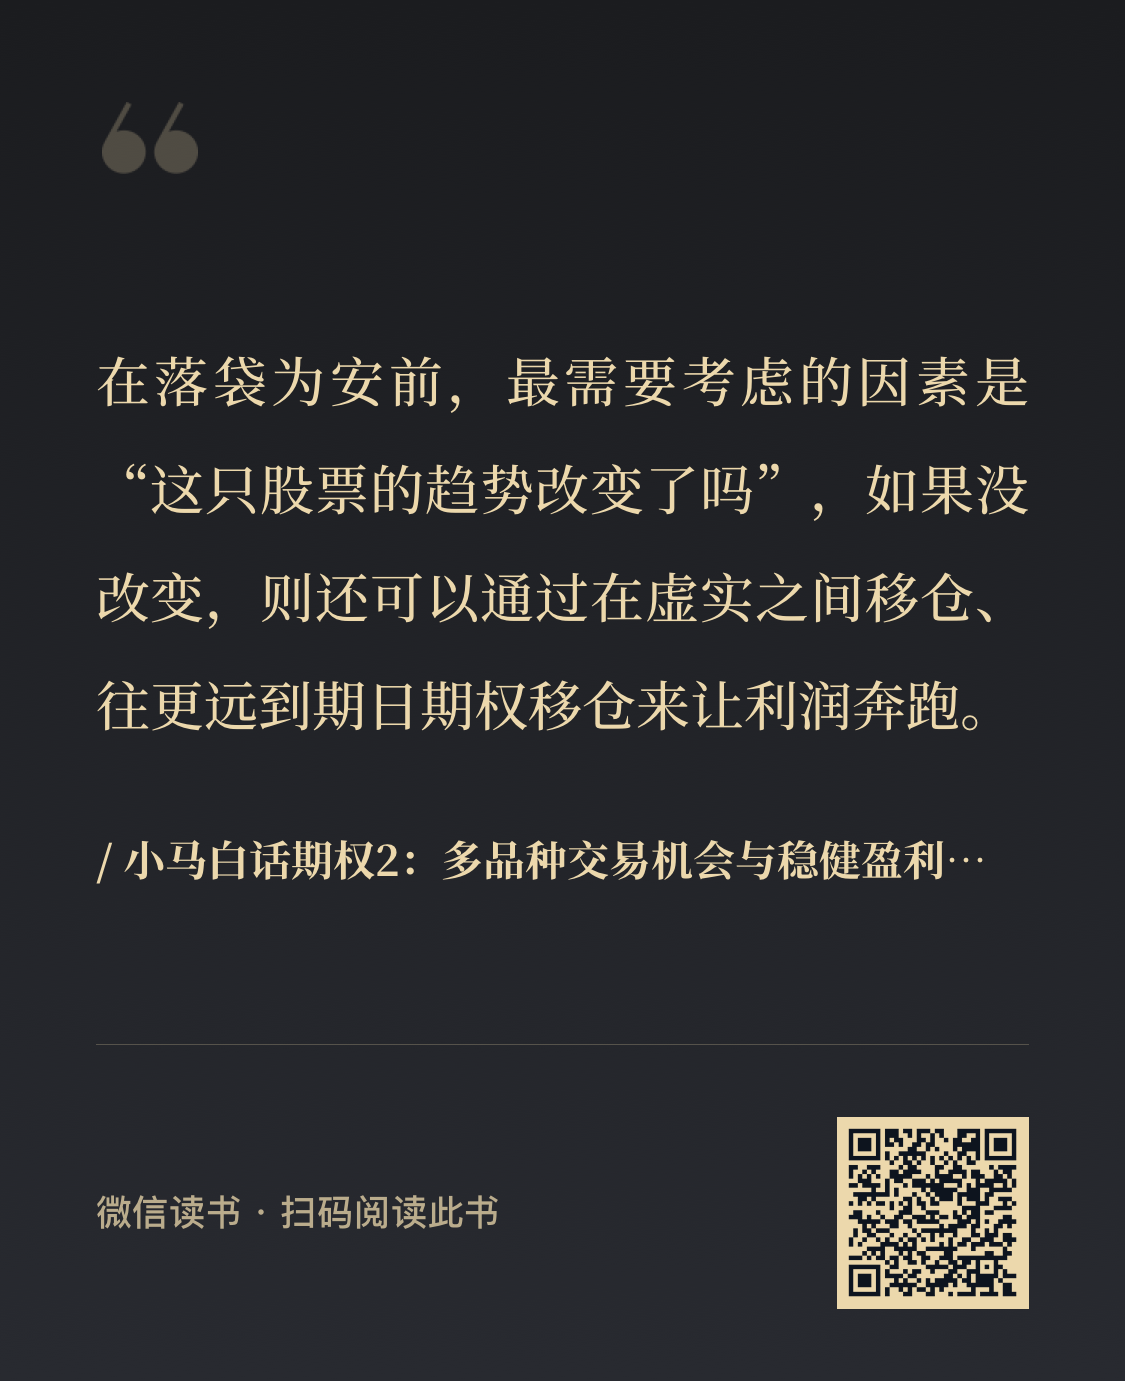 “
在落袋为安前，最需要考虑的因素是
“这只股票的趋势改变了吗”，如果没
改变，则还可以通过在虚实之间移仓、
往更远到期日期权移仓来让利润奔跑。
/ 小马白话期权2：多品种交易机会与稳健盈利…
微信读书 · 扫码阅读此书